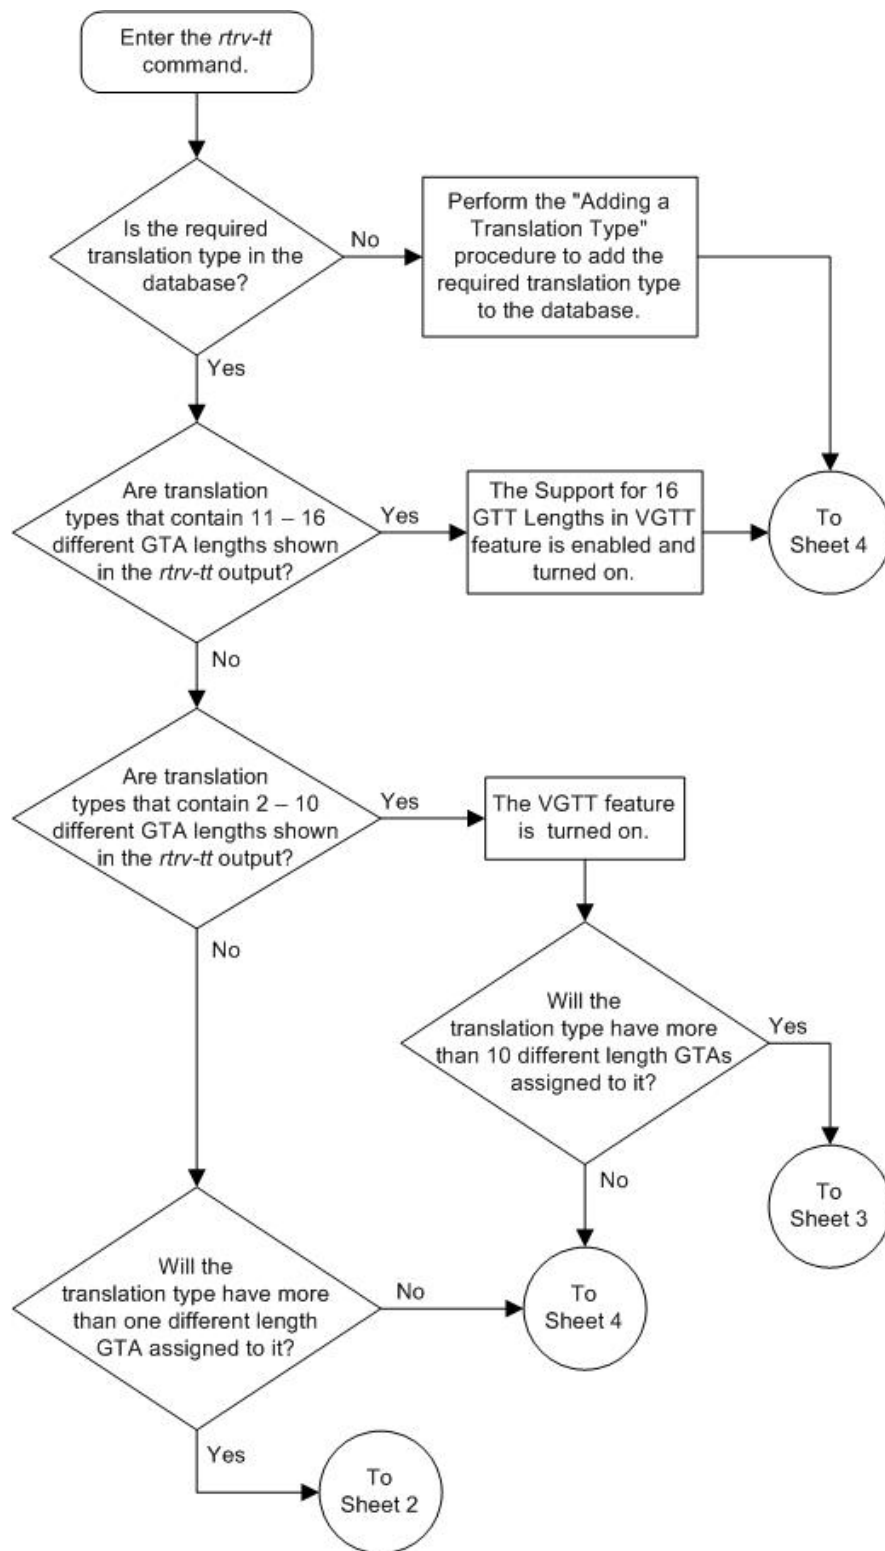 Enter the rtrv-tt
command.
Is the required
translation type in the
database?
No
Perform the "Adding a
Translation Type"
procedure to add the
required translation type
to the database.
Yes
Are translation
types that contain 11 – 16
different GTA lengths shown
in the rtrv-tt output?
Yes
The Support for 16
GTT Lengths in VGTT
feature is enabled and
turned on.
To
Sheet 4
No
Are translation
types that contain 2 – 10
different GTA lengths shown
in the rtrv-tt output?
Yes
The VGTT feature
is turned on.
No
Will the
translation type have more
than 10 different length GTAs
assigned to it?
Yes
To
Sheet 3
No
Will the
translation type have more
than one different length
GTA assigned to it?
No
To
Sheet 4
Yes
To
Sheet 2